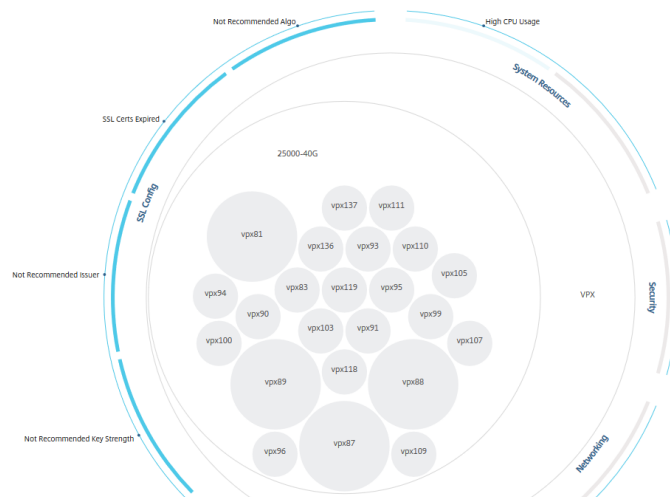 Not Recommended Algo
High CPU Usage
System Resources
SSL Certs Expired
25000-40G
SSL Config
vpx137
vpx111
vpx81
vpx136
vpx93
vpx110
vpx105
Not Recommended Issuer
vpx94
vpx83
vpx119
vpx95
VPX
Security
vpx90
vpx99
vpx103
vpx91
vpx100
vpx107
vpx118
vpx89
vpx88
Not Recommended Key Strength
vpx87
vpx96
vpx109
Networking